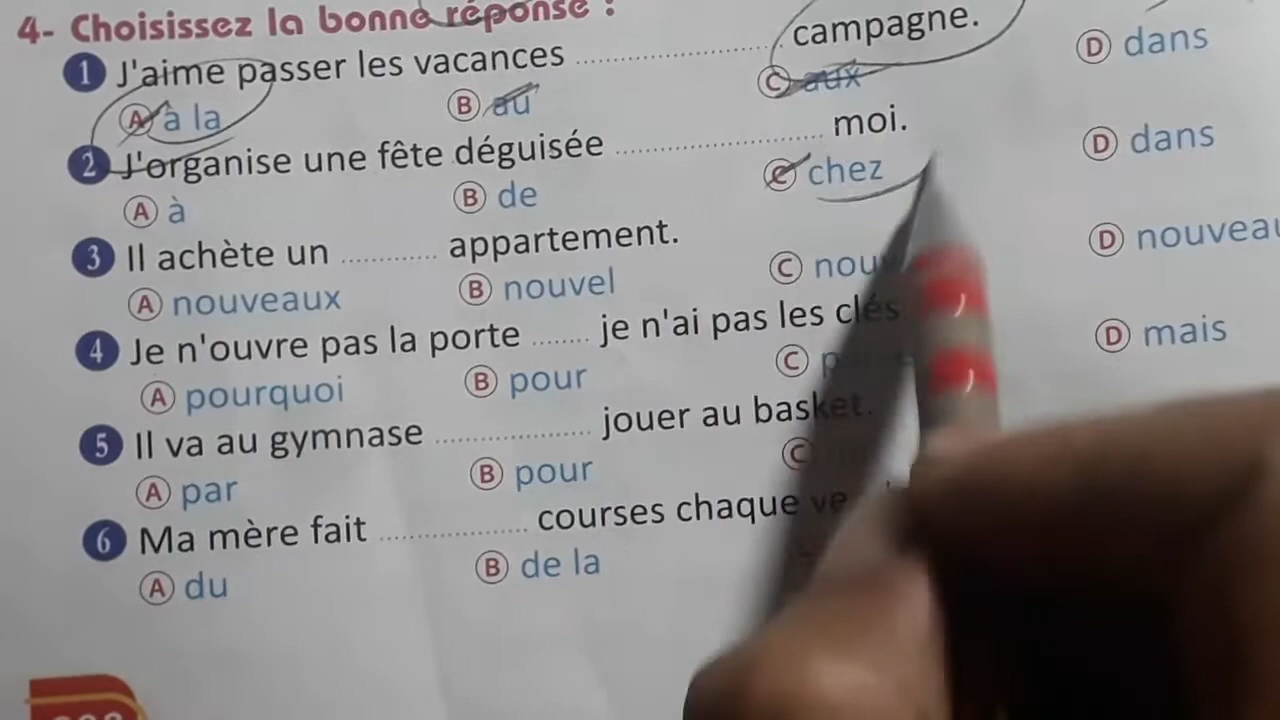 4- Choisissez la bonne réponse :
1 J'aime passer les vacances .................. campagne.
A à la B au C aux D dans
2 J'organise une fête déguisée .................. moi.
A à B de C chez D dans
3 Il achète un ............ appartement.
A nouveaux B nouvel C D
4 Je n'ouvre pas la porte ....... je n'ai pas les clés
A pourquoi B pour C D mais
5 Il va au gymnase .................. jouer au basket.
A par B pour C
6 Ma mère fait .................. courses chaque
A du B de la